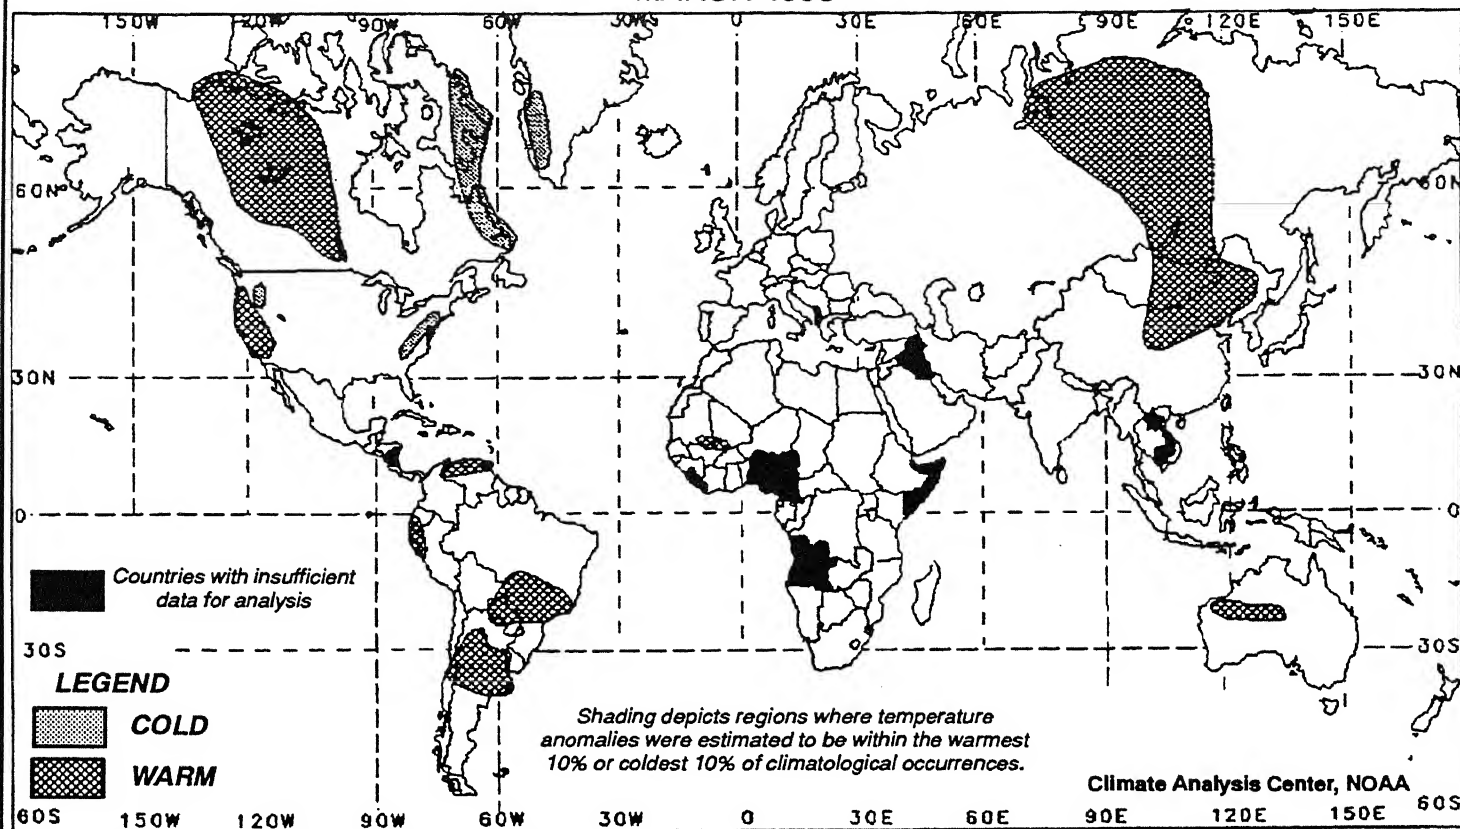 150W 120W 90W 60W 30W 0 30E 60E 90E 120E 150E
60N 60N
30N 30N
0 0
Countries with insufficient
data for analysis
30S 30S
LEGEND
COLD
WARM
Shading depicts regions where temperature
anomalies were estimated to be within the warmest
10% or coldest 10% of climatological occurrences.
Climate Analysis Center, NOAA
60S 150W 120W 90W 60W 30W 0 30E 60E 90E 120E 150E 60S